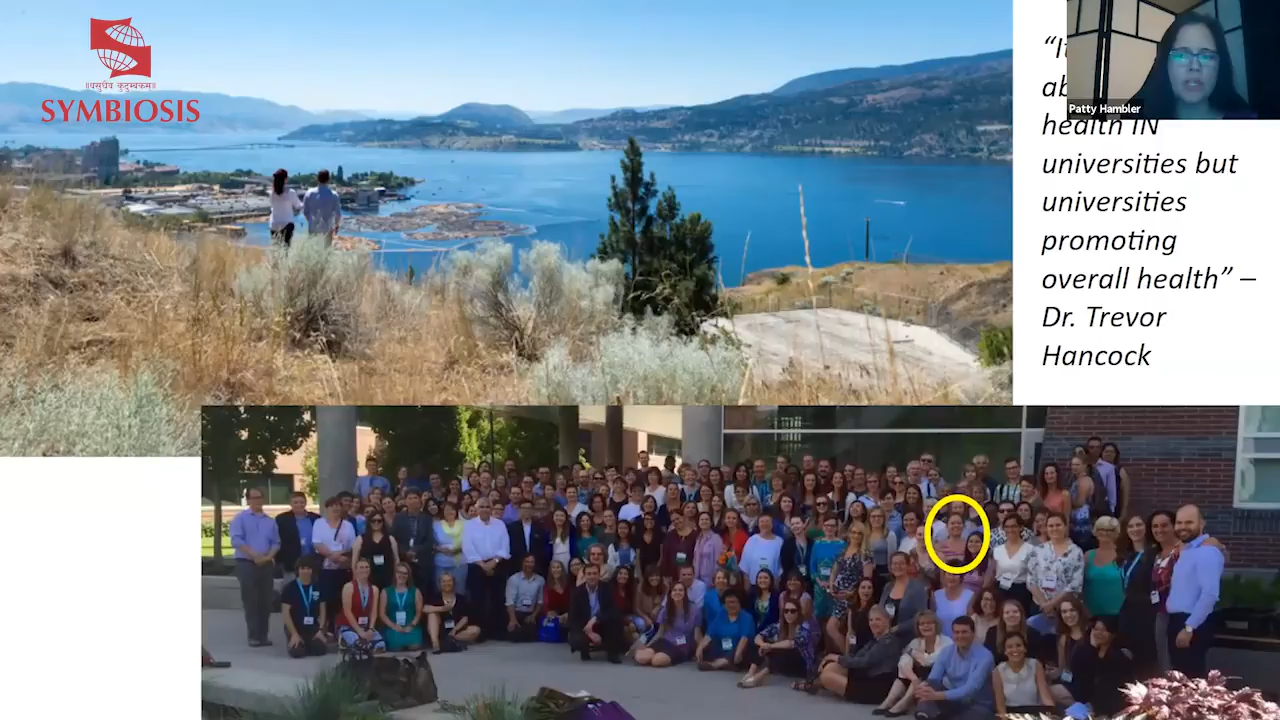 ॥वसुधैव कुटुम्बकम्॥
SYMBIOSIS
Patty Hambler
health IN
universities but
universities
promoting
overall health” –
Dr. Trevor
Hancock